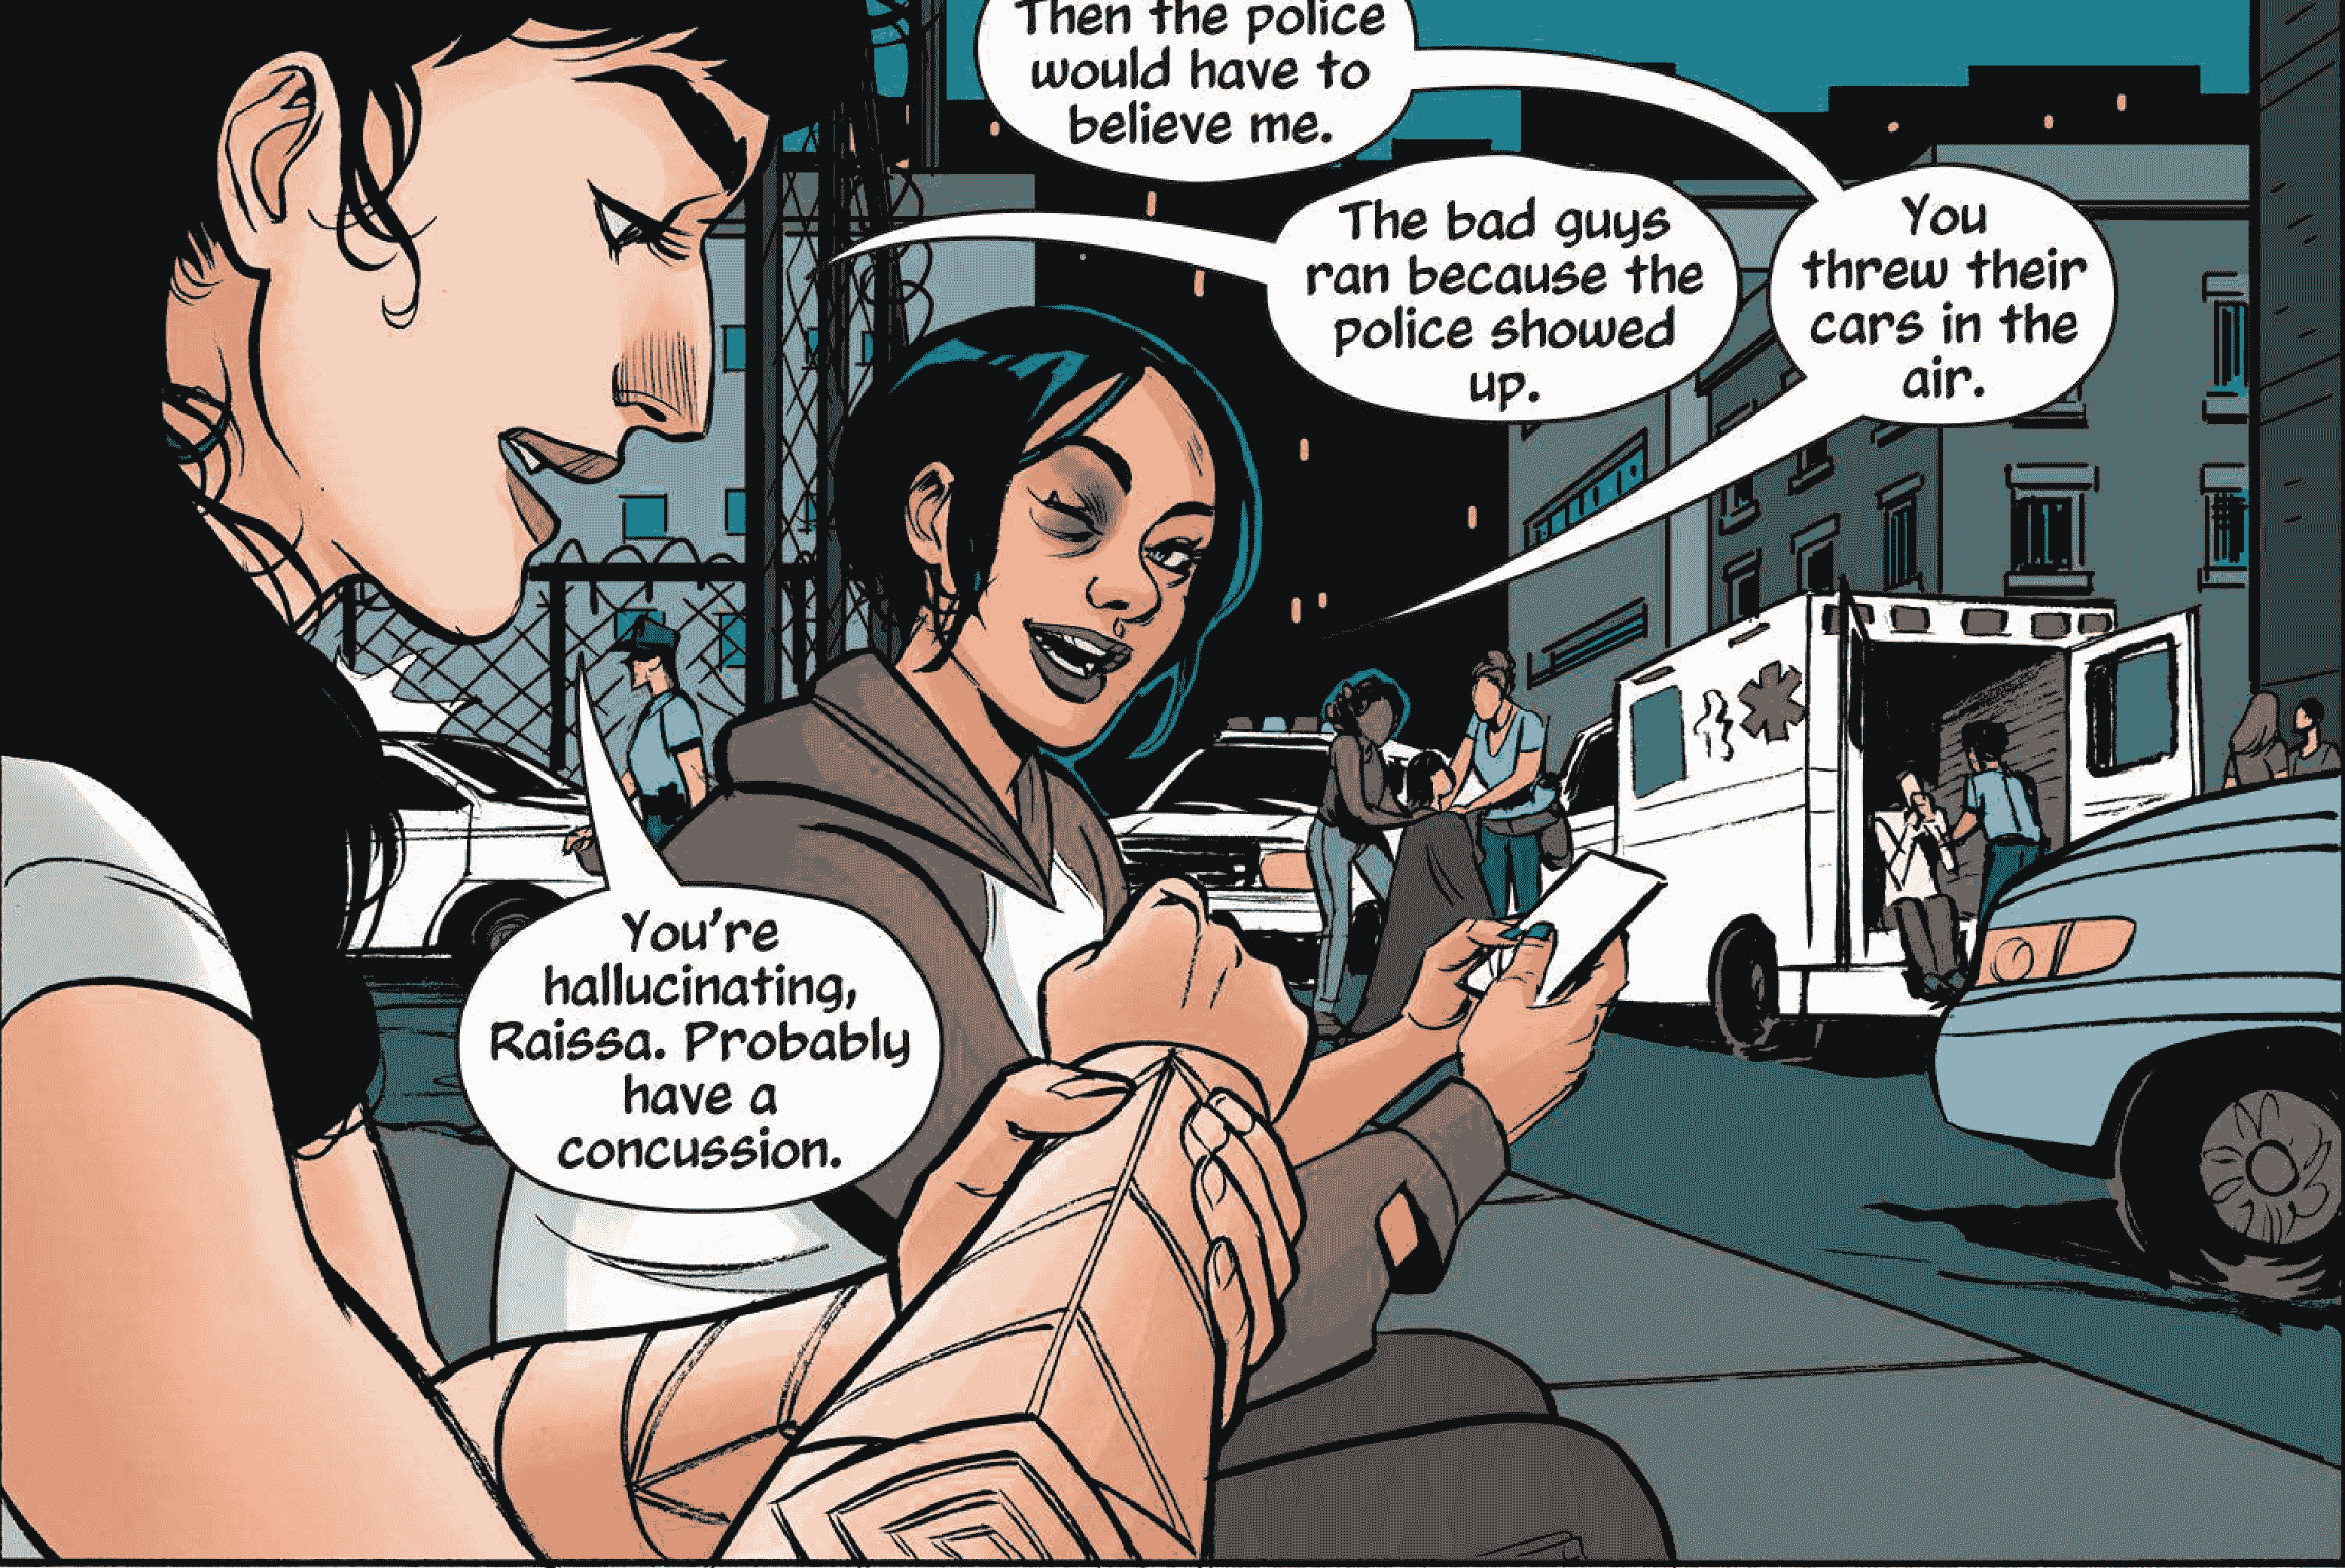 Then the police
would have to
believe me.
The bad guys
ran because the
police showed
up.
You
threw their
cars in the
air.
You're
hallucinating,
Raissa. Probably
have a
concussion.